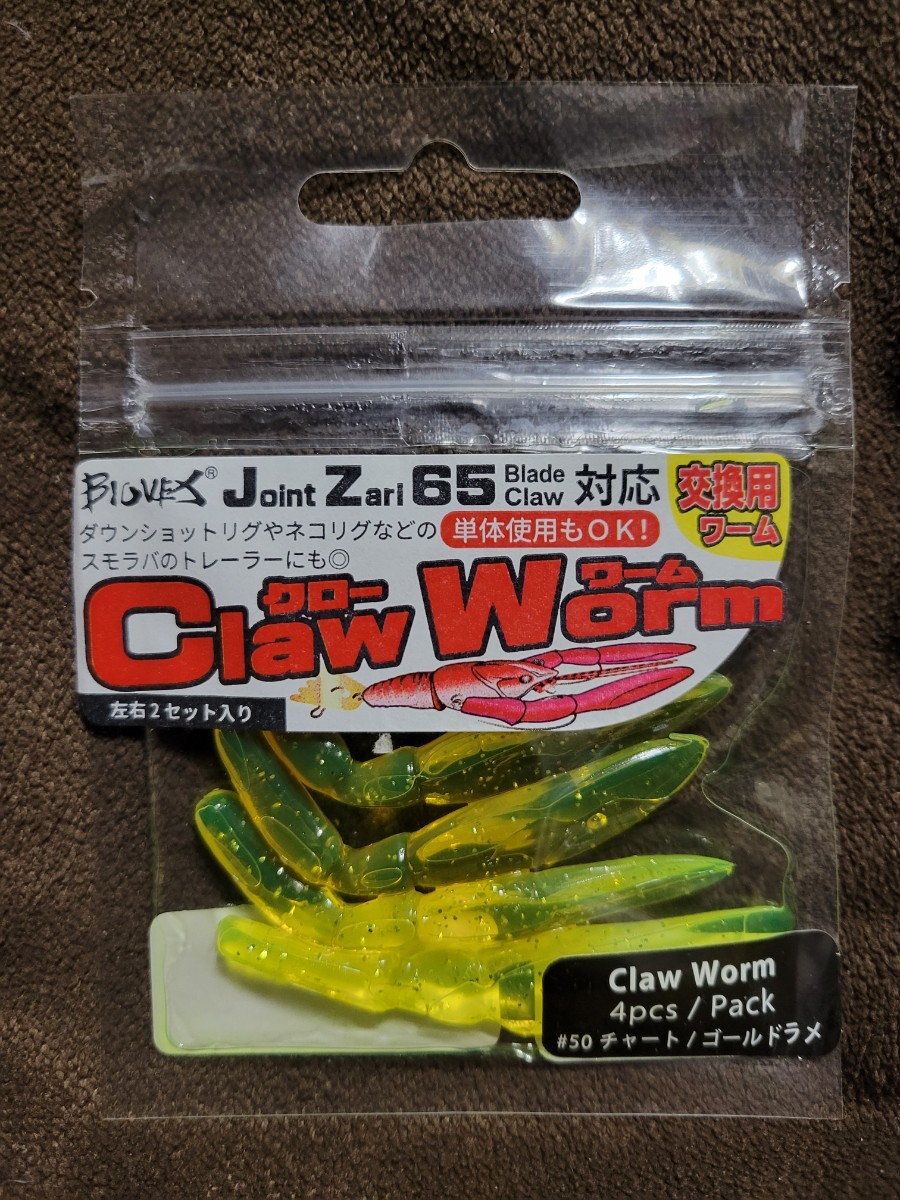 BIOVEX® Joint Zari 65 Blade Claw 対応
交換用
ワーム
ダウンショットリグやネコリグなどの
スモラバのトレーラーにも◎
単体使用もOK!
クロー ワーム
Claw Worm
左右2セット入り
Claw Worm
4pcs / Pack
#50 チャート / ゴールドラメ